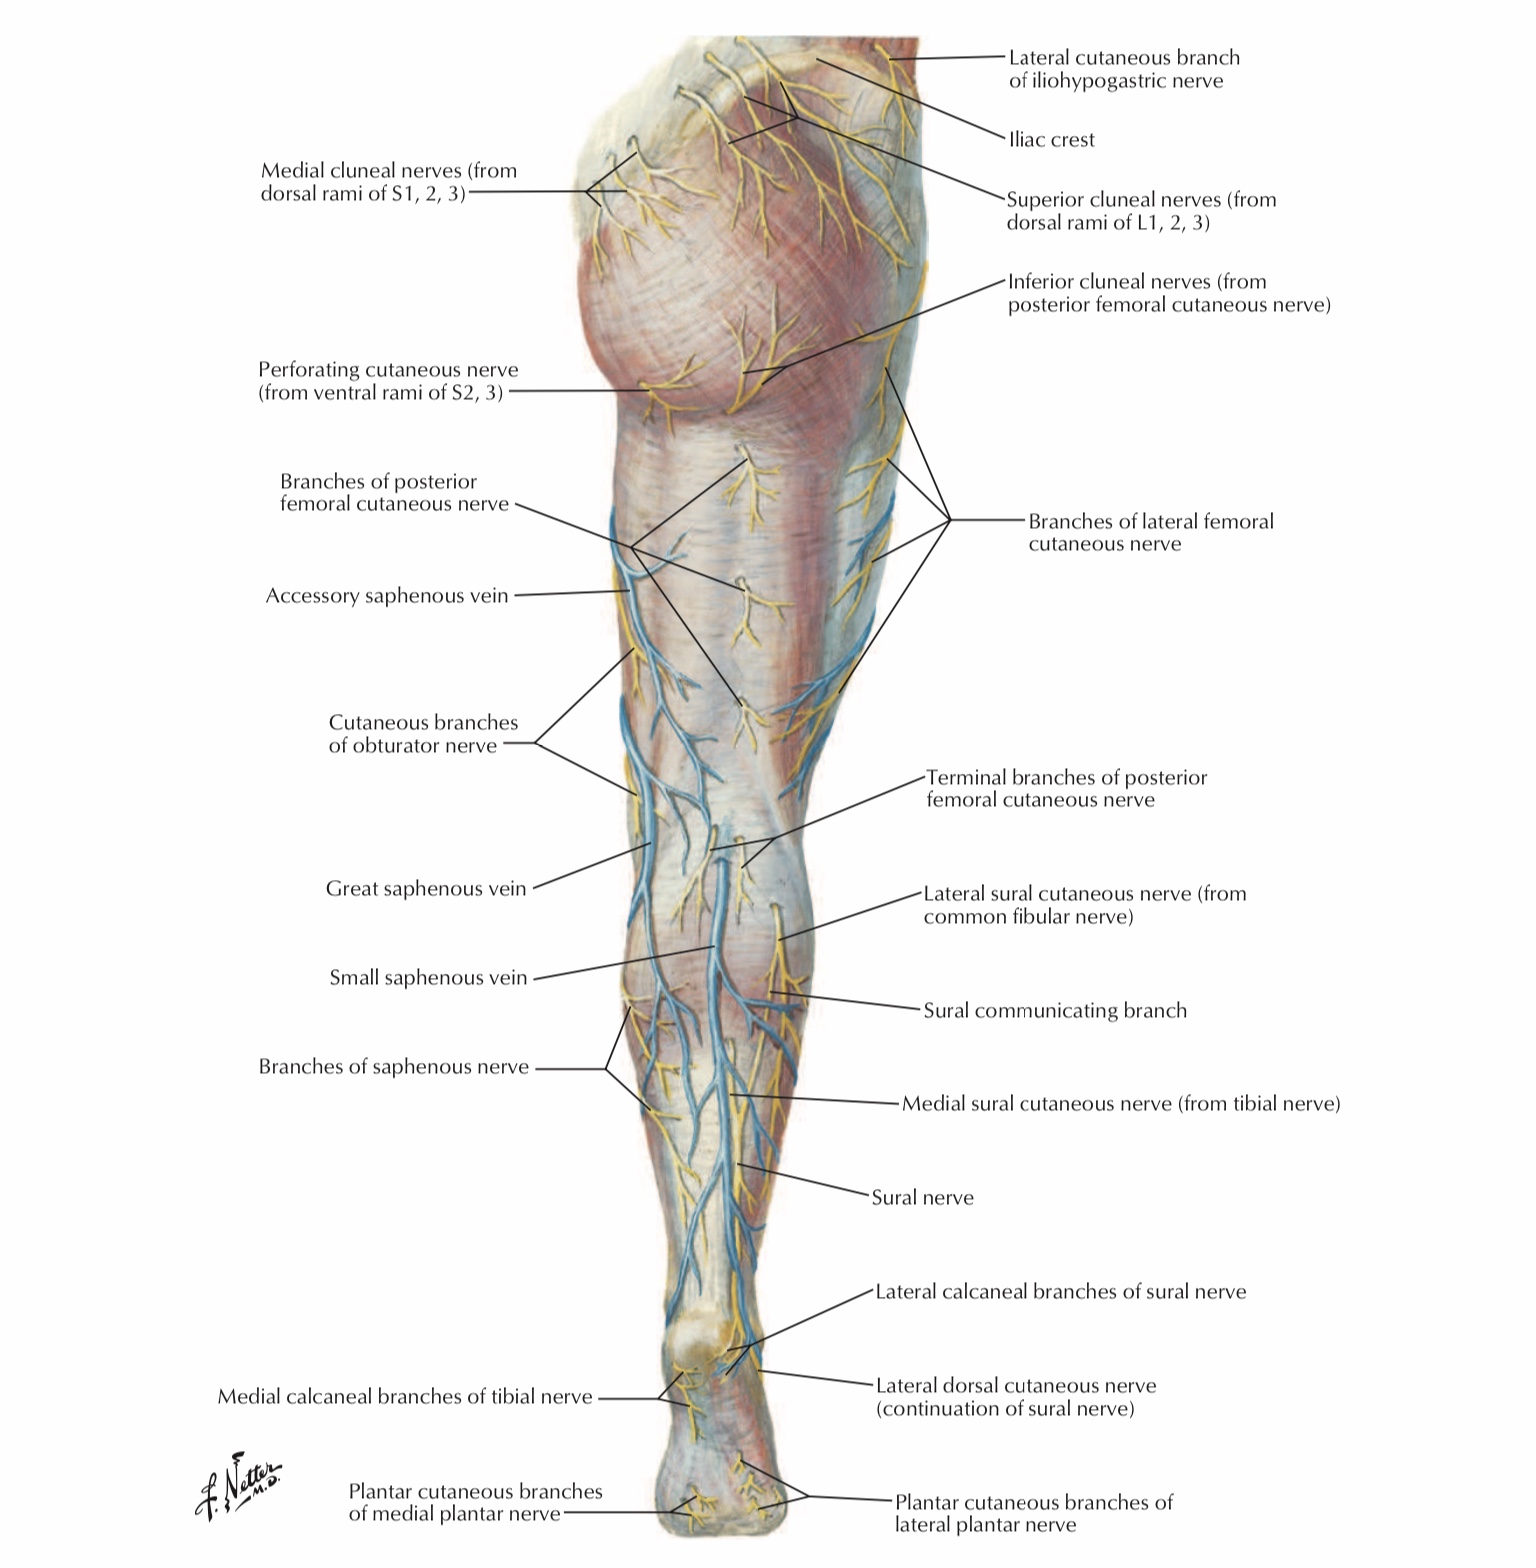 Lateral cutaneous branch
of iliohypogastric nerve
Iliac crest
Medial cluneal nerves (from
dorsal rami of S1, 2, 3)
Superior cluneal nerves (from
dorsal rami of L1, 2, 3)
Inferior cluneal nerves (from
posterior femoral cutaneous nerve)
Perforating cutaneous nerve
(from ventral rami of S2, 3)
Branches of posterior
femoral cutaneous nerve
Branches of lateral femoral
cutaneous nerve
Accessory saphenous vein
Cutaneous branches
of obturator nerve
Terminal branches of posterior
femoral cutaneous nerve
Great saphenous vein
Lateral sural cutaneous nerve (from
common fibular nerve)
Small saphenous vein
Sural communicating branch
Branches of saphenous nerve
Medial sural cutaneous nerve (from tibial nerve)
Sural nerve
Lateral calcaneal branches of sural nerve
Medial calcaneal branches of tibial nerve
Lateral dorsal cutaneous nerve
(continuation of sural nerve)
F. Netter
M.D.
Plantar cutaneous branches
of medial plantar nerve
Plantar cutaneous branches of
lateral plantar nerve